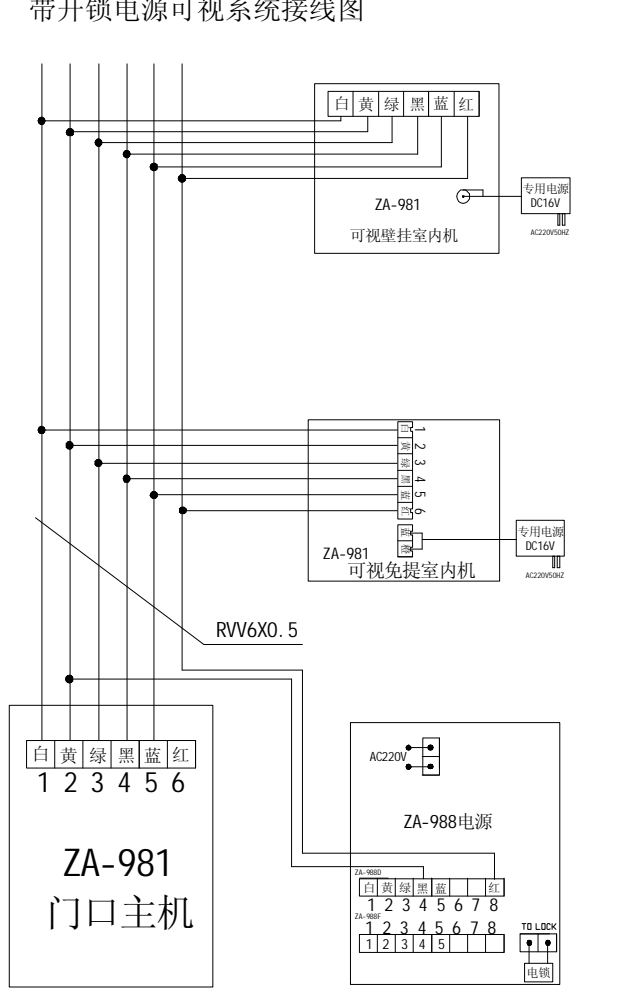 带开锁电源可视系统接线图
白 黄 绿 黑 蓝 红
ZA-981
可视壁挂室内机
专用电源
DC16V
AC220V50HZ
白 1
黄 2
绿 3
黑 4
蓝 5
红 6
蓝
橙
ZA-981
可视免提室内机
专用电源
DC16V
AC220V50HZ
RVV6X0.5
白 黄 绿 黑 蓝 红
1 2 3 4 5 6
ZA-981
门口主机
AC220V
ZA-988电源
ZA-988D
白 黄 绿 黑 蓝 红
1 2 3 4 5 6 7 8
ZA-988F
1 2 3 4 5 6 7 8
1 2 3 4 5
TO LOCK
电锁